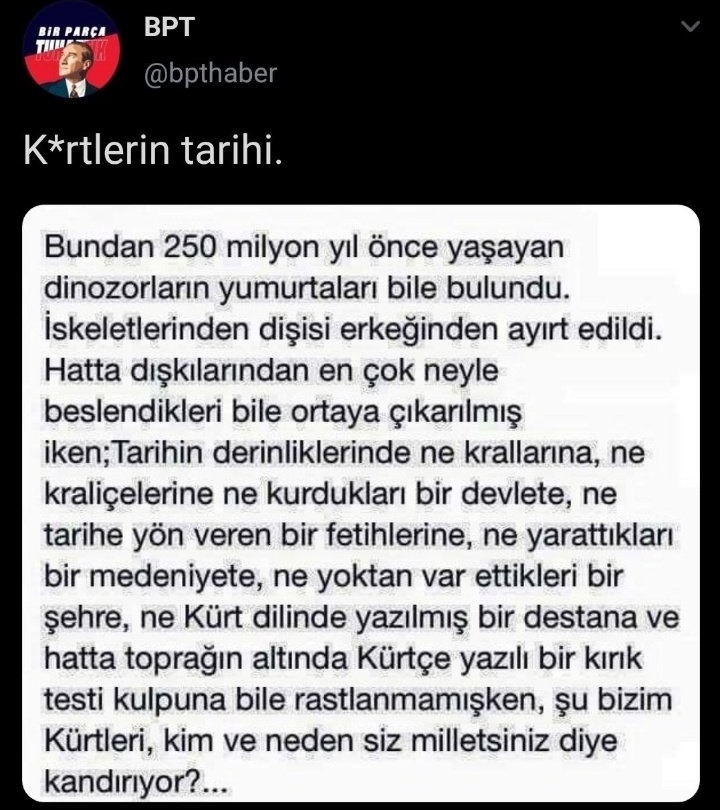 BİR PARÇA
BPT
@bpthaber
K*rtlerin tarihi.
Bundan 250 milyon yıl önce yaşayan
dinozorların yumurtaları bile bulundu.
İskeletlerinden dişisi erkeğinden ayırt edildi.
Hatta dışkılarından en çok neyle
beslendikleri bile ortaya çıkarılmış
iken;Tarihin derinliklerinde ne krallarına, ne
kraliçelerine ne kurdukları bir devlete, ne
tarihe yön veren bir fetihlerine, ne yarattıkları
bir medeniyete, ne yoktan var ettikleri bir
şehre, ne Kürt dilinde yazılmış bir destana ve
hatta toprağın altında Kürtçe yazılı bir kırık
testi kulpuna bile rastlanmamışken, şu bizim
Kürtleri, kim ve neden siz milletsiniz diye
kandırıyor?...